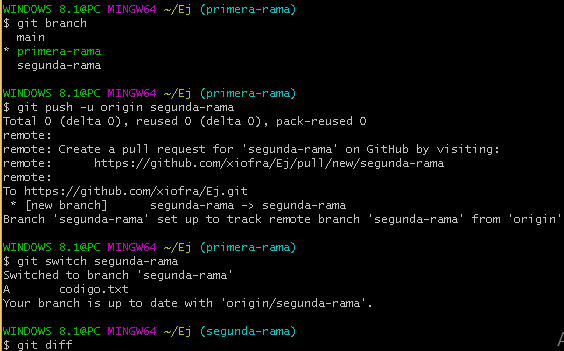 WINDOWS 8.1@PC MINGW64 ~/Ej (primera-rama)
$ git branch
  main
* primera-rama
  segunda-rama
WINDOWS 8.1@PC MINGW64 ~/Ej (primera-rama)
$ git push -u origin segunda-rama
Total 0 (delta 0), reused 0 (delta 0), pack-reused 0
remote:
remote: Create a pull request for 'segunda-rama' on GitHub by visiting:
remote:      https://github.com/xiofra/Ej/pull/new/segunda-rama
remote:
To https://github.com/xiofra/Ej.git
 * [new branch]      segunda-rama -> segunda-rama
Branch 'segunda-rama' set up to track remote branch 'segunda-rama' from 'origin'
WINDOWS 8.1@PC MINGW64 ~/Ej (primera-rama)
$ git switch segunda-rama
Switched to branch 'segunda-rama'
A       codigo.txt
Your branch is up to date with 'origin/segunda-rama'.
WINDOWS 8.1@PC MINGW64 ~/Ej (segunda-rama)
$ git diff